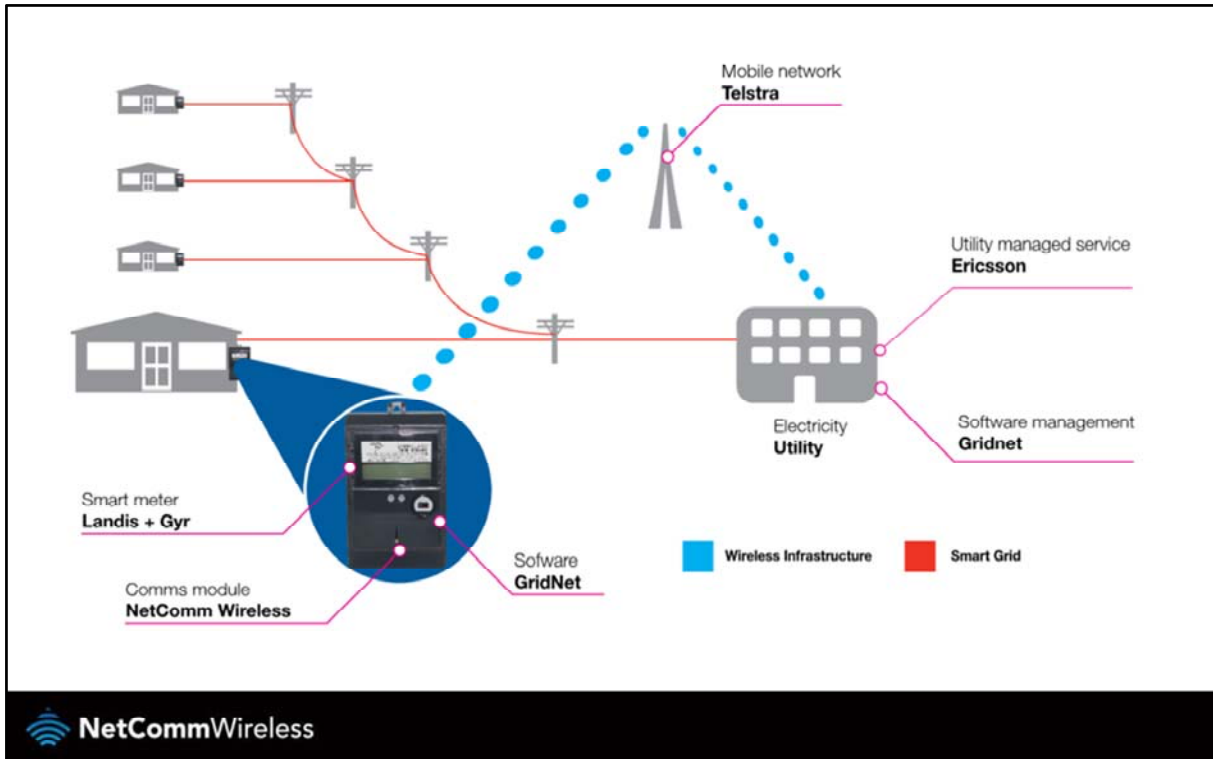 Mobile network
Telstra
Utility managed service
Ericsson
Electricity
Utility
Software management
Gridnet
Smart meter
Landis + Gyr
Sofware
GridNet
Comms module
NetComm Wireless
Wireless Infrastructure
Smart Grid
NetCommWireless